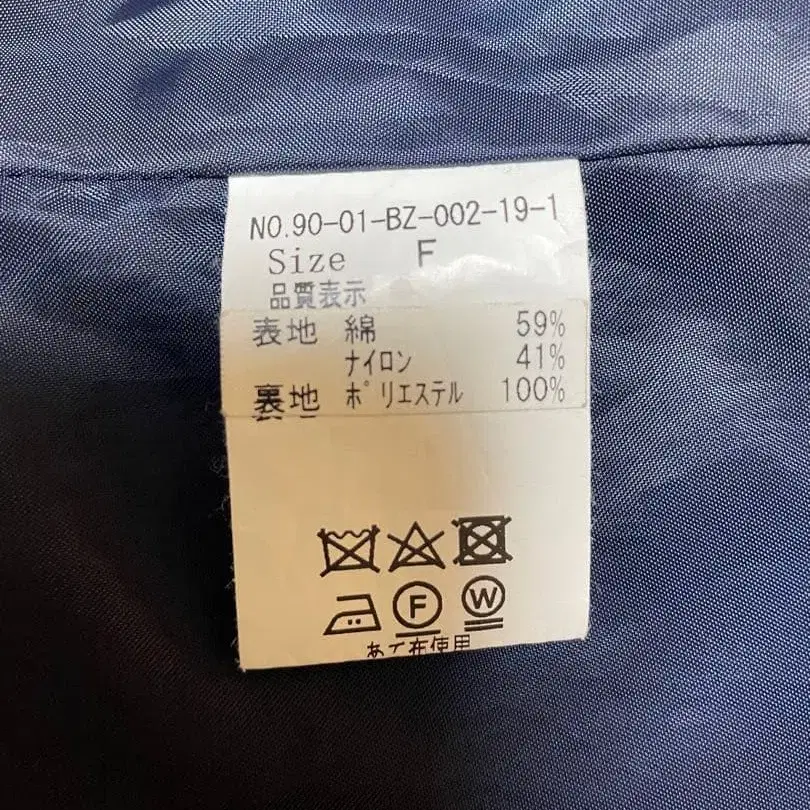 NO.90-01-BZ-002-19-1
Size F
品質表示
表地 綿 59%
ナイロン 41%
裏地 ポリエステル 100%
F W
あて布使用